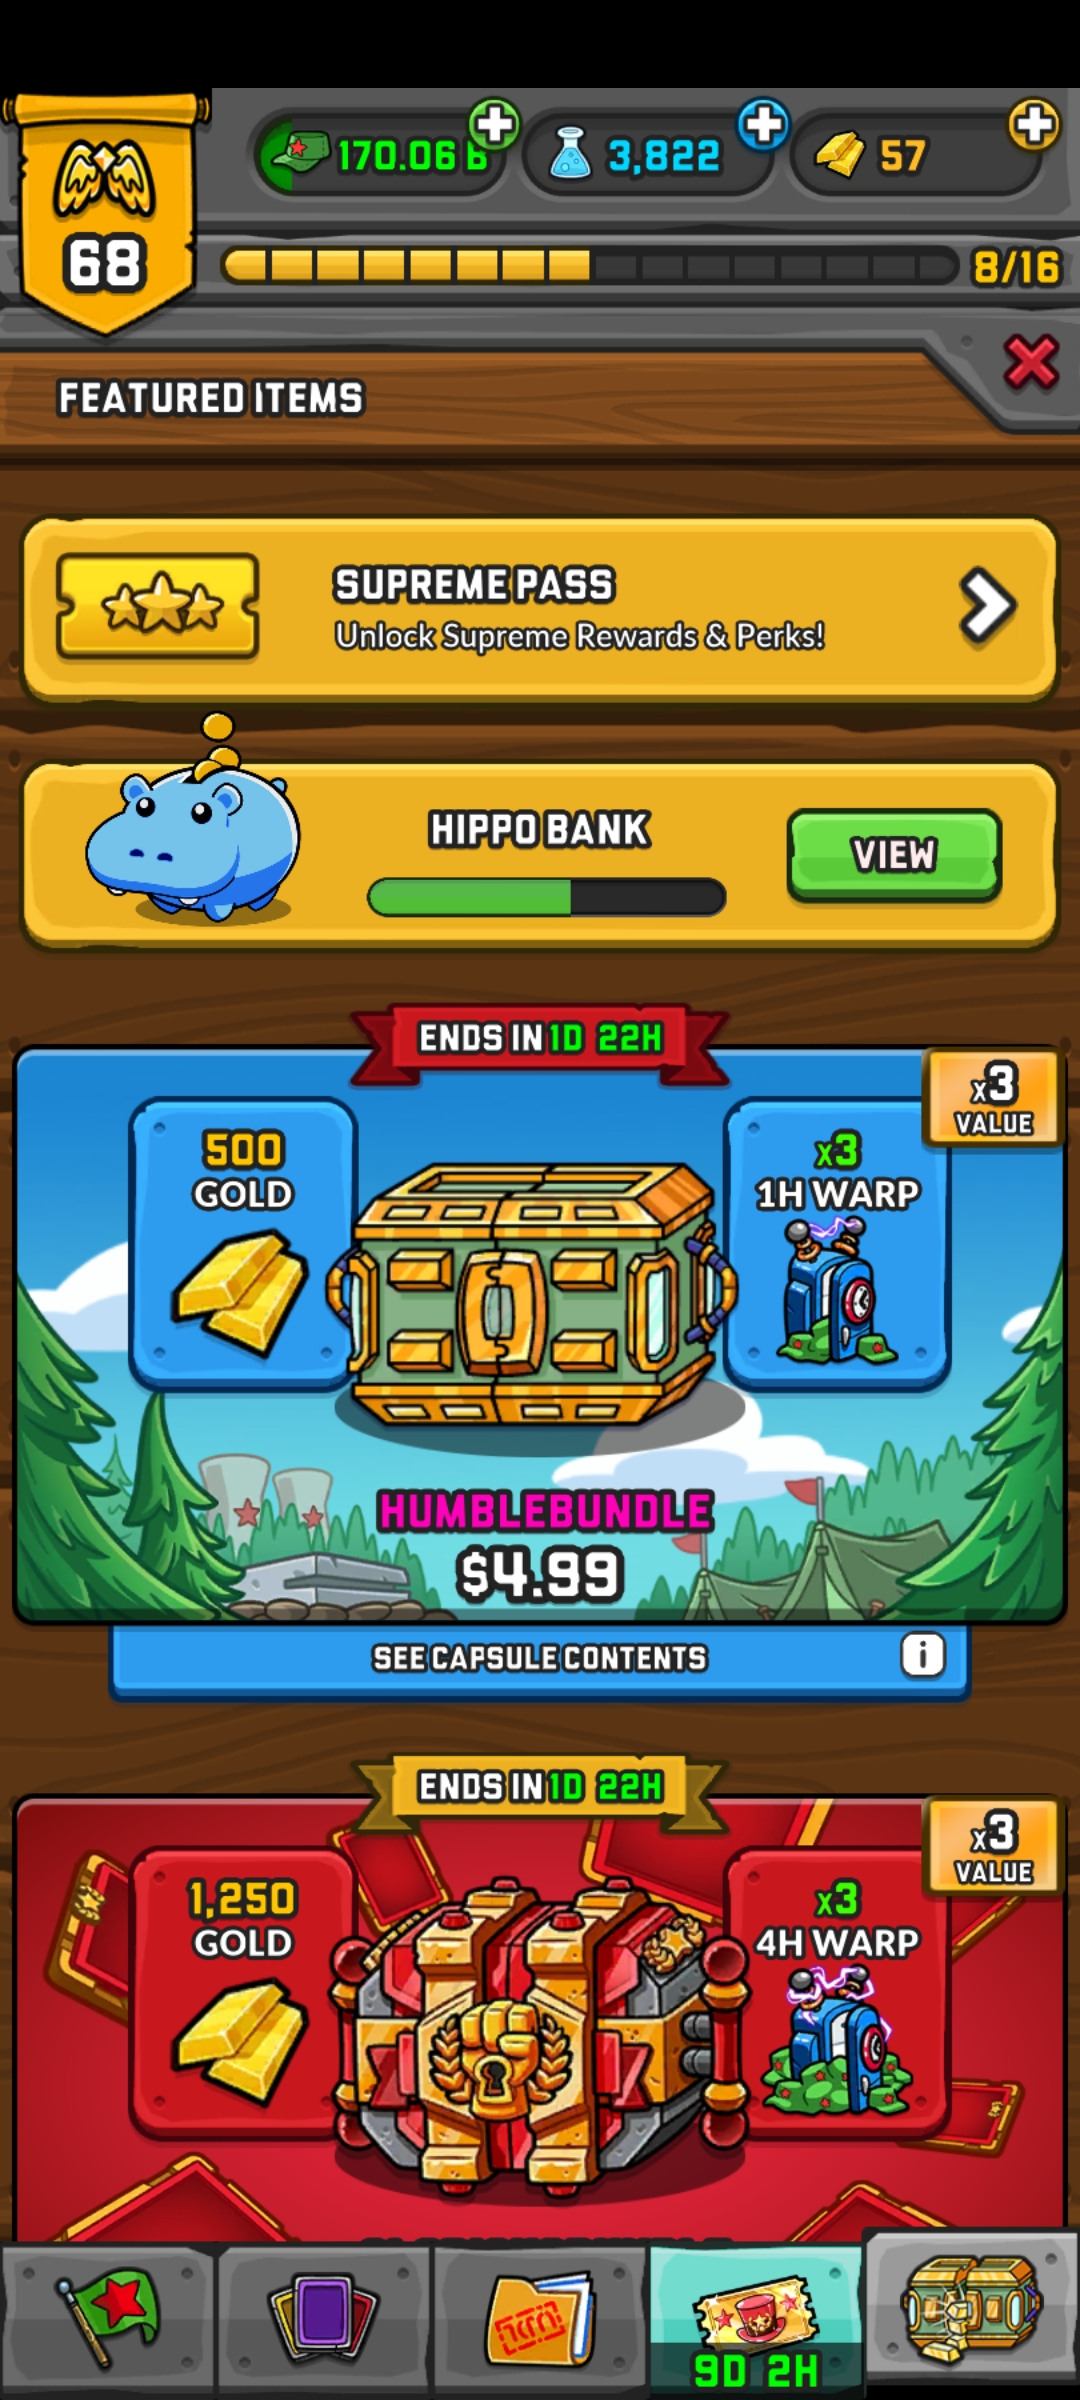 170.06 B
3,822
57
68
8/16
FEATURED ITEMS
SUPREME PASS
Unlock Supreme Rewards & Perks!
HIPPO BANK
VIEW
ENDS IN 1D 22H
x3
VALUE
500
GOLD
x3
1H WARP
HUMBLEBUNDLE
$4.99
SEE CAPSULE CONTENTS
i
ENDS IN 1D 22H
x3
VALUE
1,250
GOLD
x3
4H WARP
9D 2H